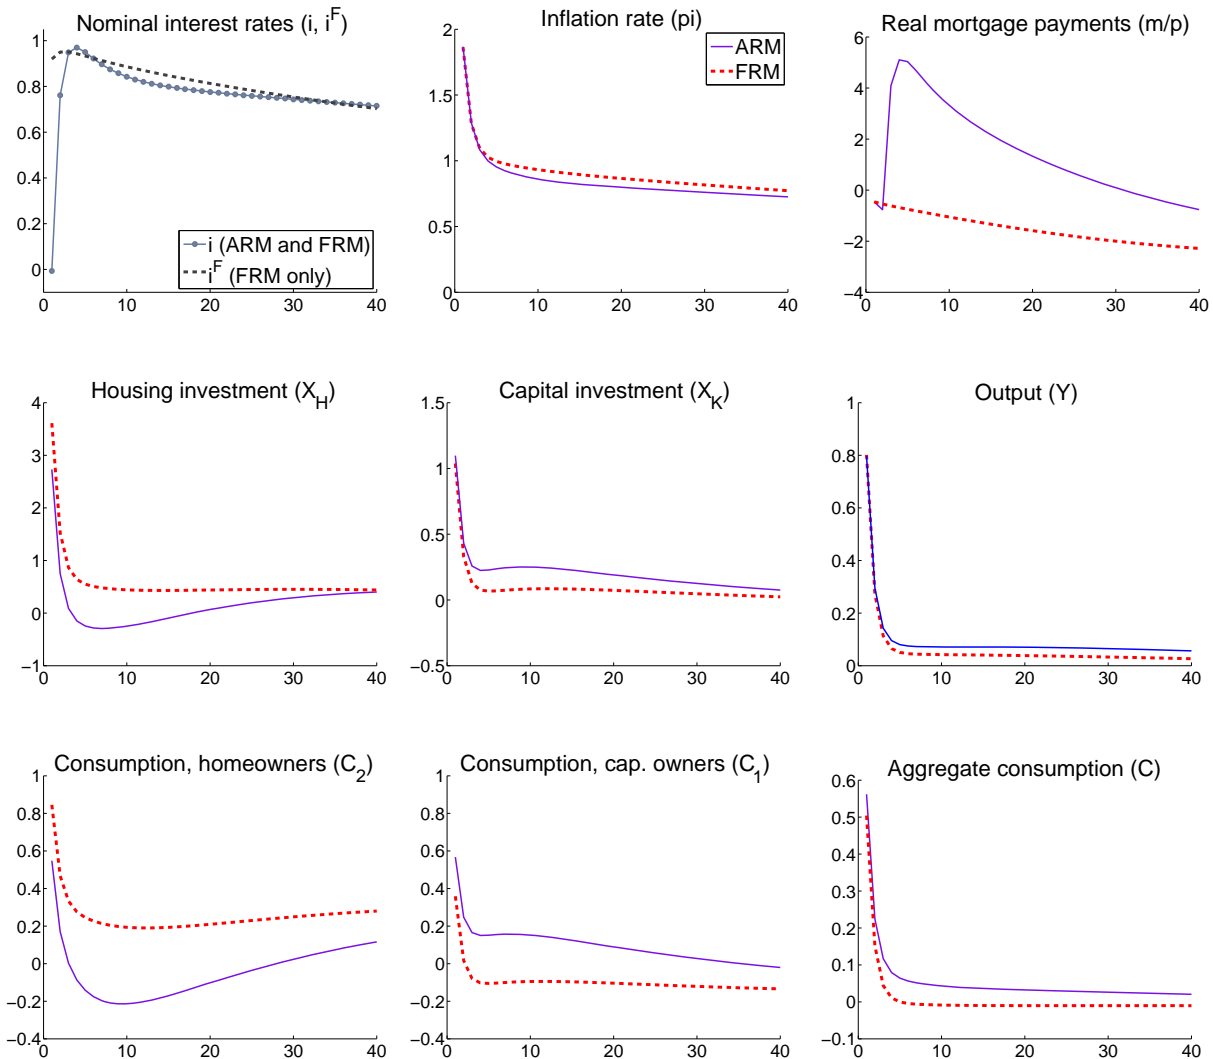 Nominal interest rates (i, i^F)
1
0.8
0.6
0.4
0.2
0
i (ARM and FRM)
i^F (FRM only)
0 10 20 30 40
Inflation rate (pi)
2
1.5
1
0.5
0
ARM
FRM
0 10 20 30 40
Real mortgage payments (m/p)
6
4
2
0
−2
−4
0 10 20 30 40
Housing investment (X_H)
4
3
2
1
0
−1
0 10 20 30 40
Capital investment (X_K)
1.5
1
0.5
0
−0.5
0 10 20 30 40
Output (Y)
1
0.8
0.6
0.4
0.2
0
0 10 20 30 40
Consumption, homeowners (C_2)
1
0.8
0.6
0.4
0.2
0
−0.2
−0.4
0 10 20 30 40
Consumption, cap. owners (C_1)
1
0.8
0.6
0.4
0.2
0
−0.2
−0.4
0 10 20 30 40
Aggregate consumption (C)
0.6
0.5
0.4
0.3
0.2
0.1
0
−0.1
0 10 20 30 40